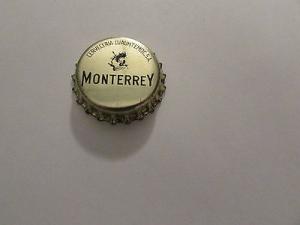 CERVECERIA CUAUHTEMOC, S.A.
MONTERREY